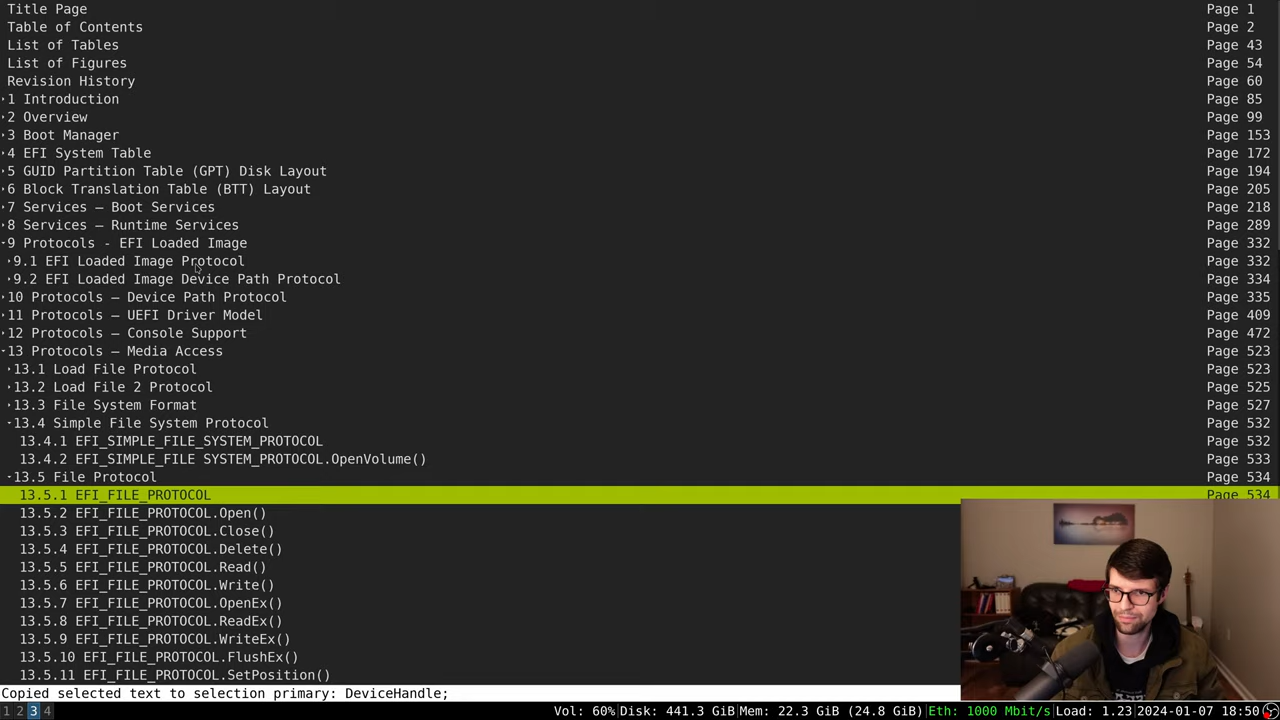 Title Page Page 1
Table of Contents Page 2
List of Tables Page 43
List of Figures Page 54
Revision History Page 60
1 Introduction Page 85
2 Overview Page 99
3 Boot Manager Page 153
4 EFI System Table Page 172
5 GUID Partition Table (GPT) Disk Layout Page 194
6 Block Translation Table (BTT) Layout Page 205
7 Services — Boot Services Page 218
8 Services — Runtime Services Page 289
9 Protocols - EFI Loaded Image Page 332
9.1 EFI Loaded Image Protocol Page 332
9.2 EFI Loaded Image Device Path Protocol Page 334
10 Protocols — Device Path Protocol Page 335
11 Protocols — UEFI Driver Model Page 409
12 Protocols — Console Support Page 472
13 Protocols — Media Access Page 523
13.1 Load File Protocol Page 523
13.2 Load File 2 Protocol Page 525
13.3 File System Format Page 527
13.4 Simple File System Protocol Page 532
13.4.1 EFI_SIMPLE_FILE_SYSTEM_PROTOCOL Page 532
13.4.2 EFI_SIMPLE_FILE SYSTEM_PROTOCOL.OpenVolume() Page 533
13.5 File Protocol Page 534
13.5.1 EFI_FILE_PROTOCOL Page 534
13.5.2 EFI_FILE_PROTOCOL.Open()
13.5.3 EFI_FILE_PROTOCOL.Close()
13.5.4 EFI_FILE_PROTOCOL.Delete()
13.5.5 EFI_FILE_PROTOCOL.Read()
13.5.6 EFI_FILE_PROTOCOL.Write()
13.5.7 EFI_FILE_PROTOCOL.OpenEx()
13.5.8 EFI_FILE_PROTOCOL.ReadEx()
13.5.9 EFI_FILE_PROTOCOL.WriteEx()
13.5.10 EFI_FILE_PROTOCOL.FlushEx()
13.5.11 EFI_FILE_PROTOCOL.SetPosition()
Copied selected text to selection primary: DeviceHandle;
1 2 3 4 Vol: 60% Disk: 441.3 GiB Mem: 22.3 GiB (24.8 GiB) Eth: 1000 Mbit/s Load: 1.23 2024-01-07 18:50